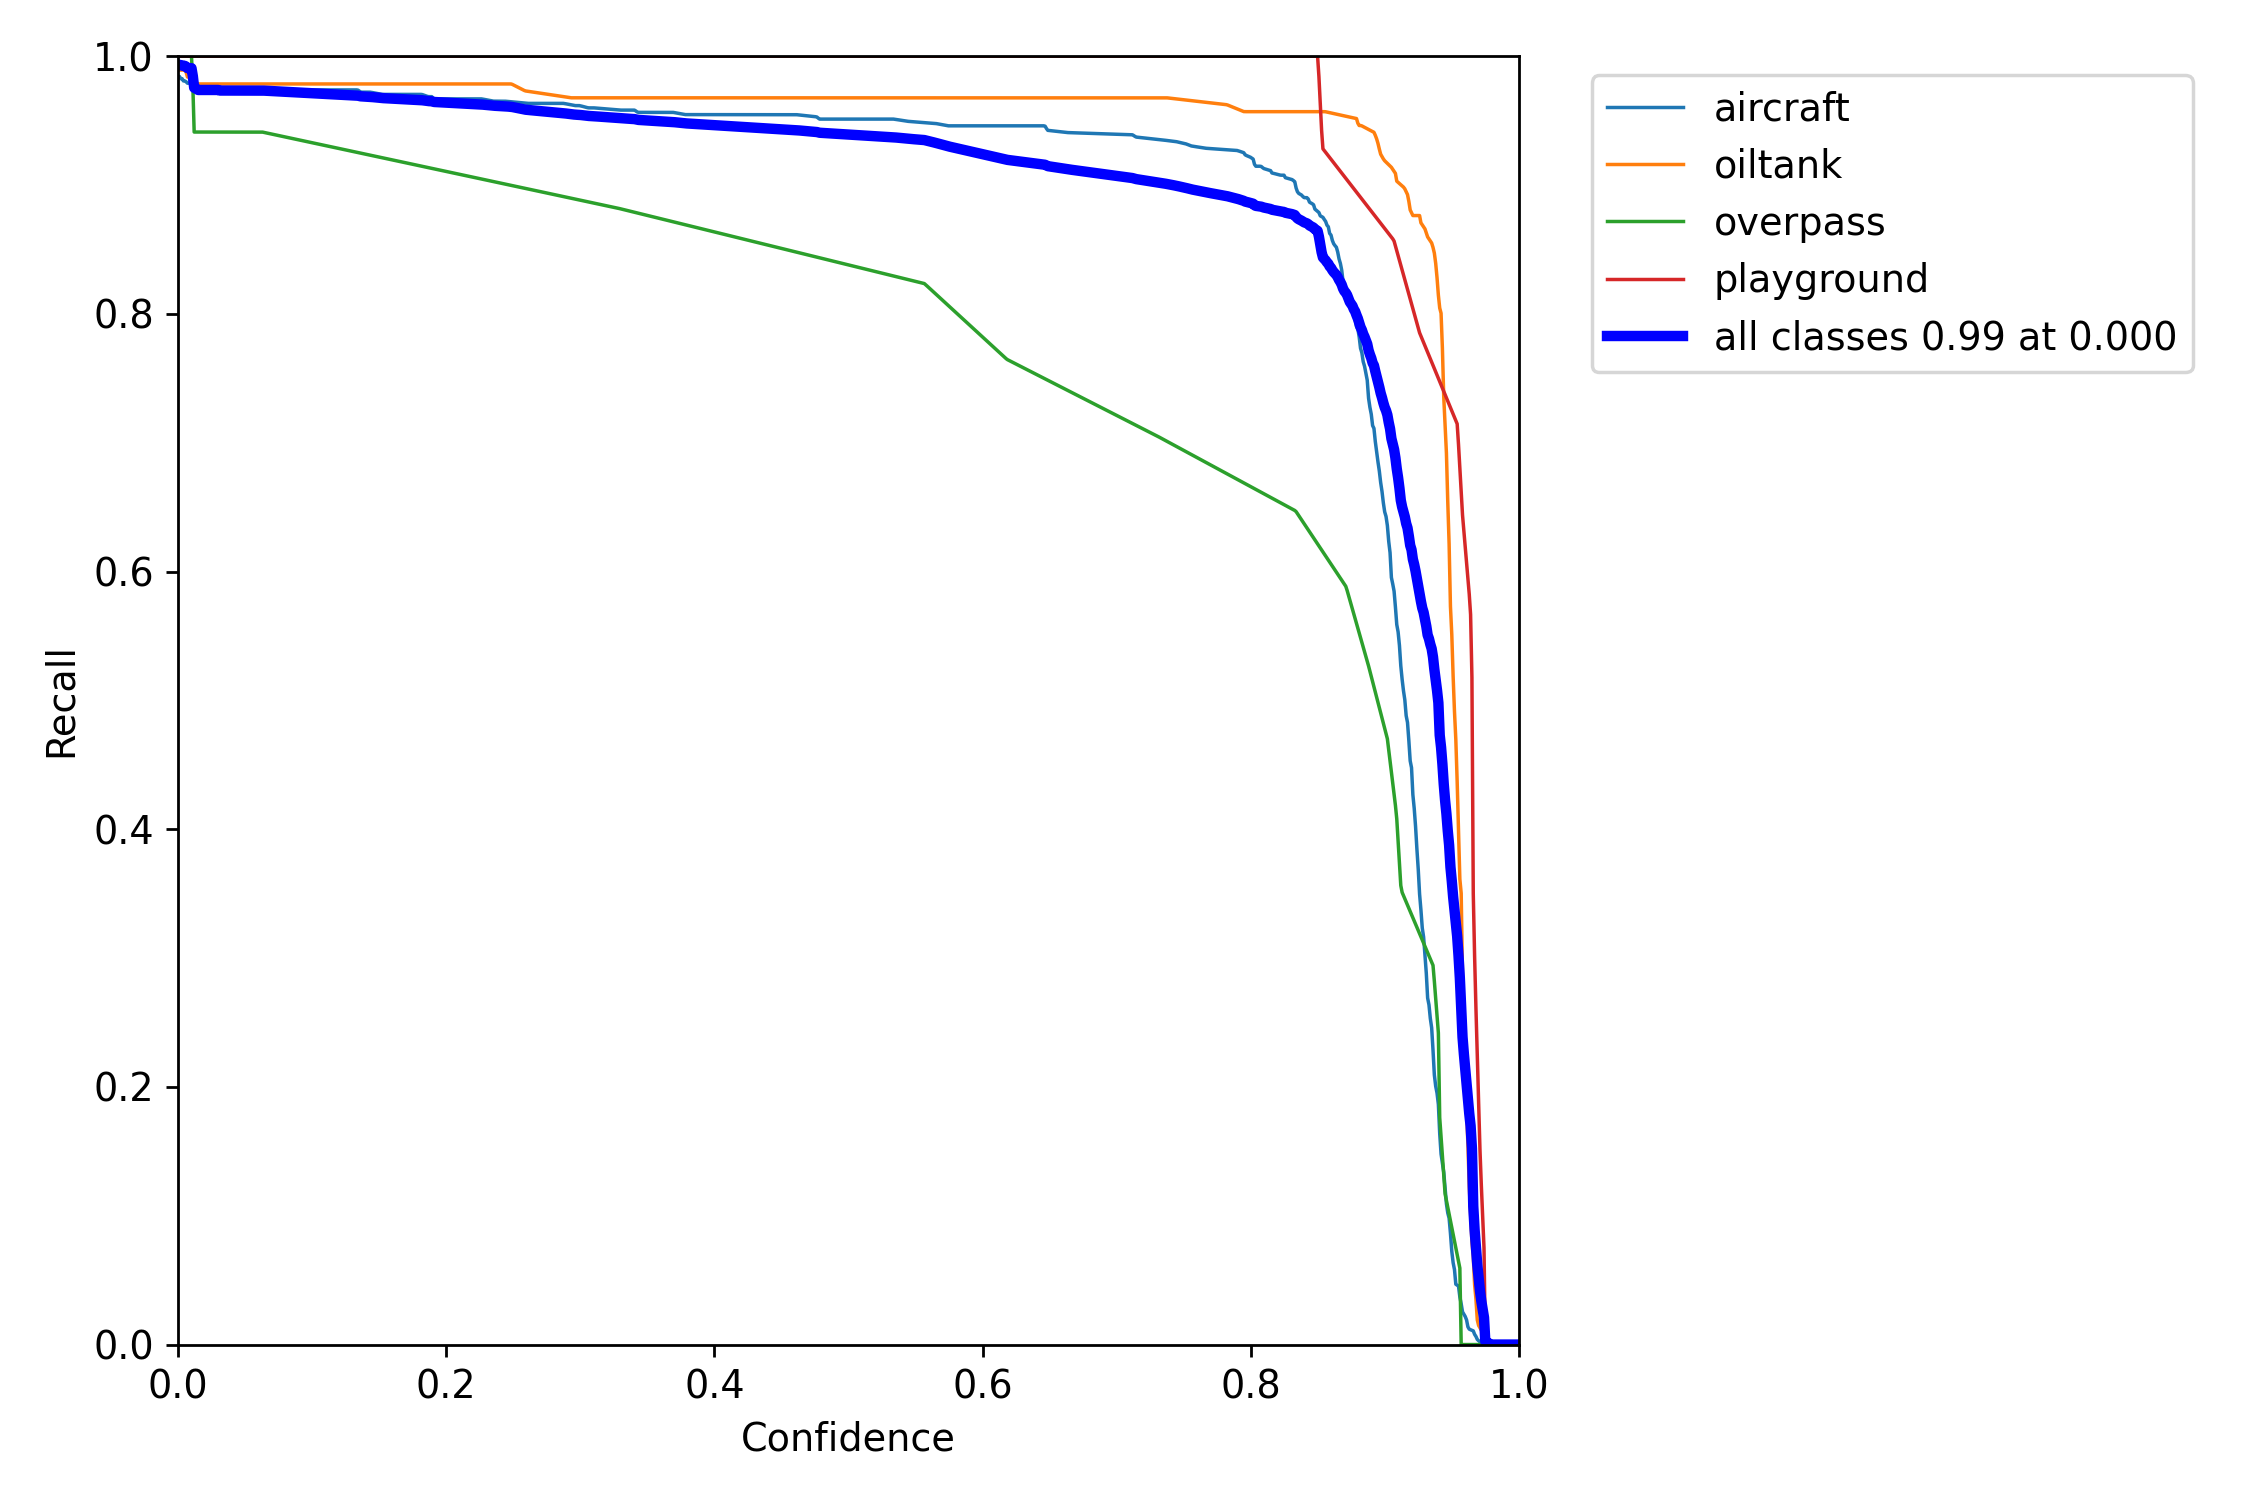 1.0
0.8
0.6
0.4
0.2
0.0
Recall
0.0 0.2 0.4 0.6 0.8 1.0
Confidence
aircraft
oiltank
overpass
playground
all classes 0.99 at 0.000